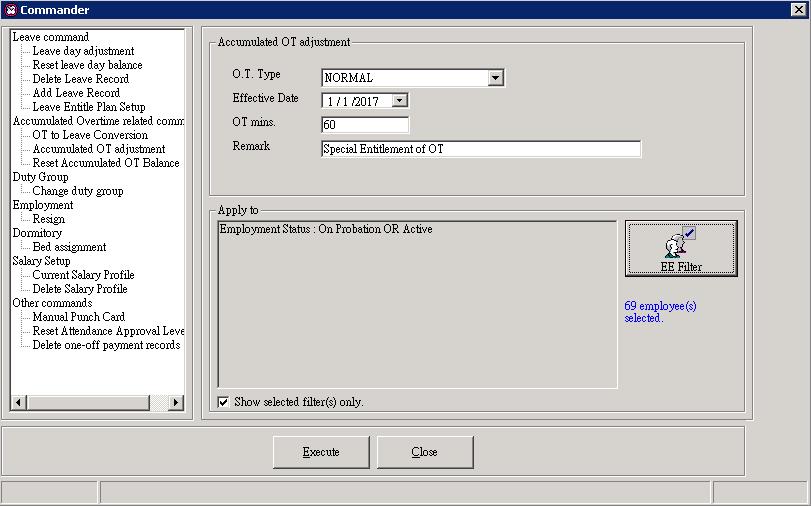 Commander
Leave command
Leave day adjustment
Reset leave day balance
Delete Leave Record
Add Leave Record
Leave Entitle Plan Setup
Accumulated Overtime related comm
OT to Leave Conversion
Accumulated OT adjustment
Reset Accumulated OT Balance
Duty Group
Change duty group
Employment
Resign
Dormitory
Bed assignment
Salary Setup
Current Salary Profile
Delete Salary Profile
Other commands
Manual Punch Card
Reset Attendance Approval Leve
Delete one-off payment records
Accumulated OT adjustment
O.T. Type
NORMAL
Effective Date
1 / 1 /2017
OT mins.
60
Remark
Special Entitlement of OT
Apply to
Employment Status : On Probation OR Active
EE Filter
69 employee(s)
selected.
Show selected filter(s) only.
Execute
Close